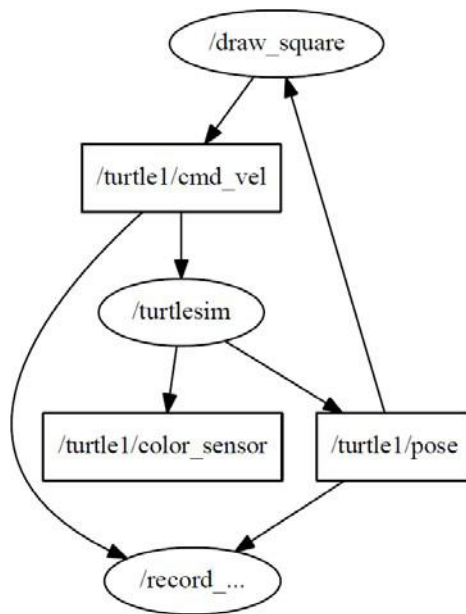 /draw_square
/turtle1/cmd_vel
/turtlesim
/turtle1/color_sensor
/turtle1/pose
/record_...